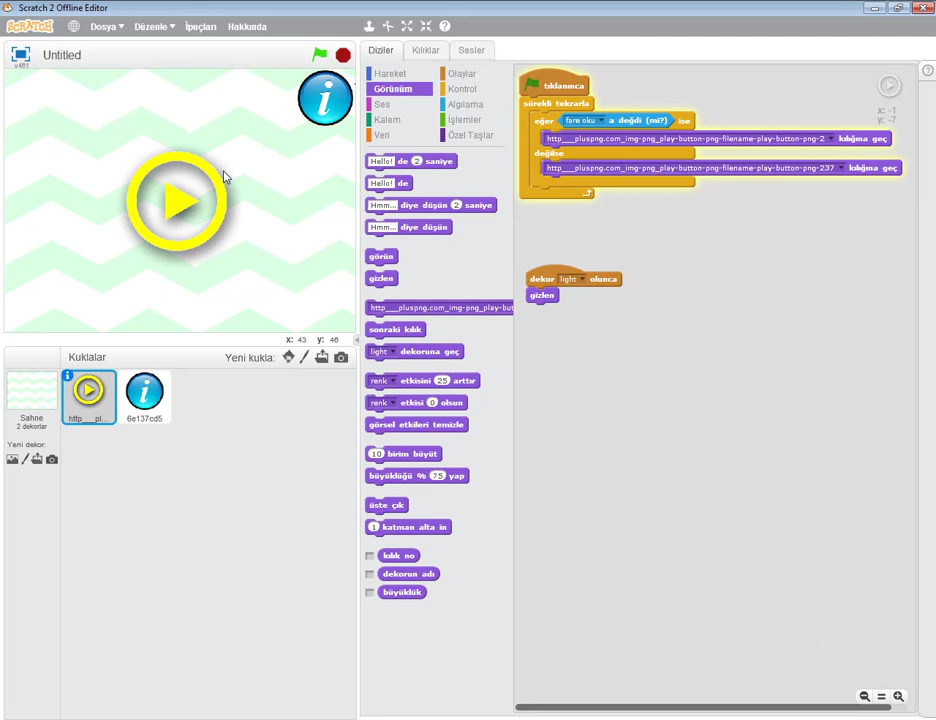 Scratch 2 Offline Editor
SCRATCH Dosya Düzenle İpuçları Hakkında
v461 Untitled
x: 43 y: 46
Kuklalar Yeni kukla:
Sahne
2 dekorlar
Yeni dekor:
http___pl...
6e137cd5
Diziler Kılıklar Sesler
Hareket Olaylar
Görünüm Kontrol
Ses Algılama
Kalem İşlemler
Veri Özel Taşlar
Hello! de 2 saniye
Hello! de
Hmm... diye düşün 2 saniye
Hmm... diye düşün
görün
gizlen
http___pluspng.com_img-png_play-but
sonraki kılık
light dekoruna geç
renk etkisini 25 arttır
renk etkisi 0 olsun
görsel etkileri temizle
10 birim büyüt
büyüklüğü % 75 yap
üste çık
1 katman alta in
kılık no
dekorun adı
büyüklük
tıklanınca
sürekli tekrarla
eğer fare oku a değdi (mi?) ise
http___pluspng.com_img-png_play-button-png-filename-play-button-png-2 kılığına geç
değilse
http___pluspng.com_img-png_play-button-png-filename-play-button-png-237 kılığına geç
dekor light olunca
gizlen
x: -1
y: -7